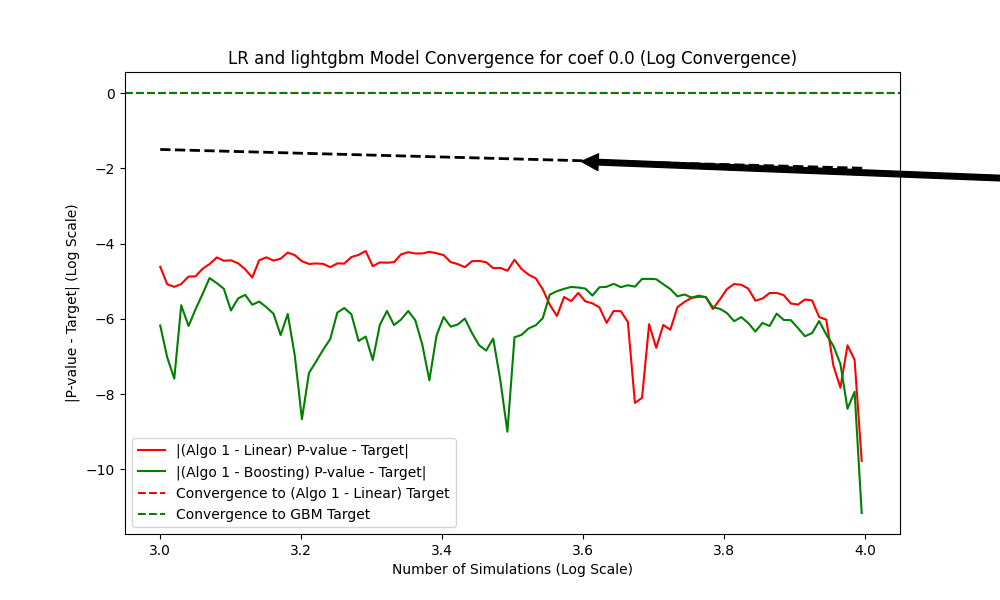 LR and lightgbm Model Convergence for coef 0.0 (Log Convergence)
0
−2
−4
−6
−8
−10
|P-value - Target| (Log Scale)
|(Algo 1 - Linear) P-value - Target|
|(Algo 1 - Boosting) P-value - Target|
Convergence to (Algo 1 - Linear) Target
Convergence to GBM Target
3.0 3.2 3.4 3.6 3.8 4.0
Number of Simulations (Log Scale)